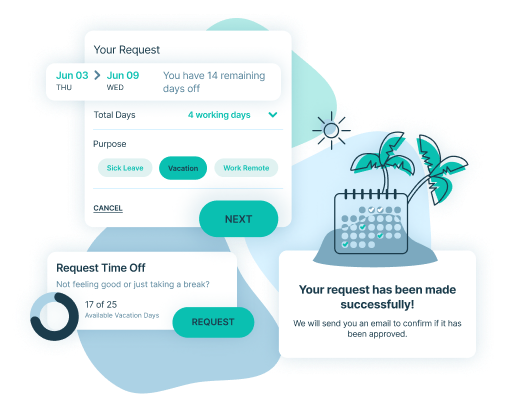 Your Request
Jun 03 Jun 09
THU WED
You have 14 remaining
days off
Total Days 4 working days
Purpose
Sick Leave Vacation Work Remote
CANCEL
NEXT
Request Time Off
Not feeling good or just taking a break?
17 of 25
Available Vacation Days
REQUEST
Your request has been made
successfully!
We will send you an email to confirm if it has
been approved.